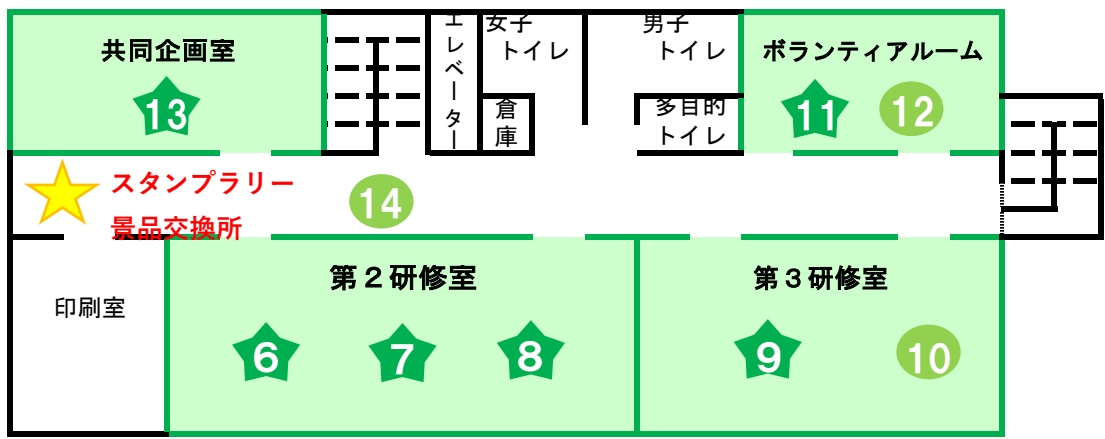 共同企画室
13
エレベーター
女子
トイレ
倉庫
男子
トイレ
多目的
トイレ
ボランティアルーム
11
12
スタンプラリー
景品交換所
14
印刷室
第２研修室
6
7
8
第３研修室
9
10